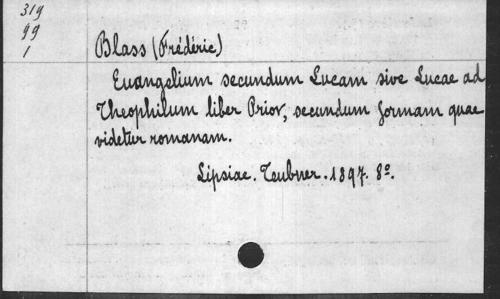 319
99
1
Blass (Frédéric)
Euangelium secundum Lucam sive Lucae ad
Theophilum liber Prior, secundum formam quae
videtur romanam.
Lipsiae. Teubner. 1897. 8º.